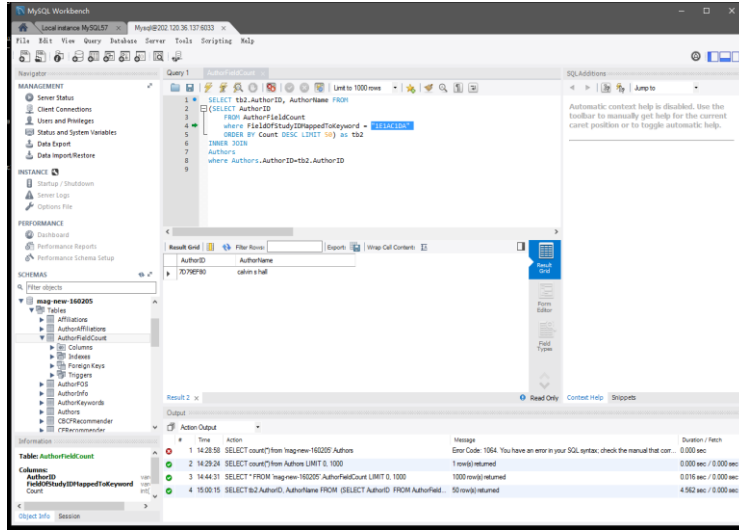 MySQL Workbench
Local instance MySQL57 × Mysql@202.120.36.137:6033 ×
File Edit View Query Database Server Tools Scripting Help
Navigator
MANAGEMENT
Server Status
Client Connections
Users and Privileges
Status and System Variables
Data Export
Data Import/Restore
INSTANCE
Startup / Shutdown
Server Logs
Options File
PERFORMANCE
Dashboard
Performance Reports
Performance Schema Setup
SCHEMAS
Filter objects
mag-new-160205
Tables
Affiliations
AuthorAffiliations
AuthorFieldCount
Columns
Indexes
Foreign Keys
Triggers
AuthorFOS
AuthorInfo
AuthorKeywords
Authors
CBCFRecommender
CFRecommender
Information
Table: AuthorFieldCount
Columns:
AuthorID
FieldOfStudyIDMappedToKeyword
Count
Object Info Session
Query 1 AuthorFieldCount ×
Limit to 1000 rows
1 SELECT tb2.AuthorID, AuthorName FROM
2 (SELECT AuthorID
3 FROM AuthorFieldCount
4 where FieldOfStudyIDMappedToKeyword =
5 ORDER BY Count DESC LIMIT 50) as tb2
6 INNER JOIN
7 Authors
8 where Authors.AuthorID=tb2.AuthorID
9
Result Grid Filter Rows: Export: Wrap Cell Content:
AuthorID AuthorName
7D79EF80 calvin s hall
Result Grid
Form Editor
Field Types
Result 2 × Read Only
SQLAdditions
Jump to
Automatic context help is disabled. Use the
toolbar to manually get help for the current
caret position or to toggle automatic help.
Context Help Snippets
Output
Action Output
# Time Action Message Duration / Fetch
1 14:28:58 SELECT count(*) from 'mag-new-160205'.Authors Error Code: 1064. You have an error in your SQL syntax; check the manual that corr... 0.000 sec
2 14:29:24 SELECT count(*) from Authors LIMIT 0, 1000 1 row(s) returned 0.000 sec / 0.000 sec
3 14:44:31 SELECT * FROM 'mag-new-160205'.AuthorFieldCount LIMIT 0, 1000 1000 row(s) returned 0.016 sec / 0.000 sec
4 15:00:15 SELECT tb2.AuthorID, AuthorName FROM (SELECT AuthorID FROM AuthorField... 50 row(s) returned 4.562 sec / 0.000 sec